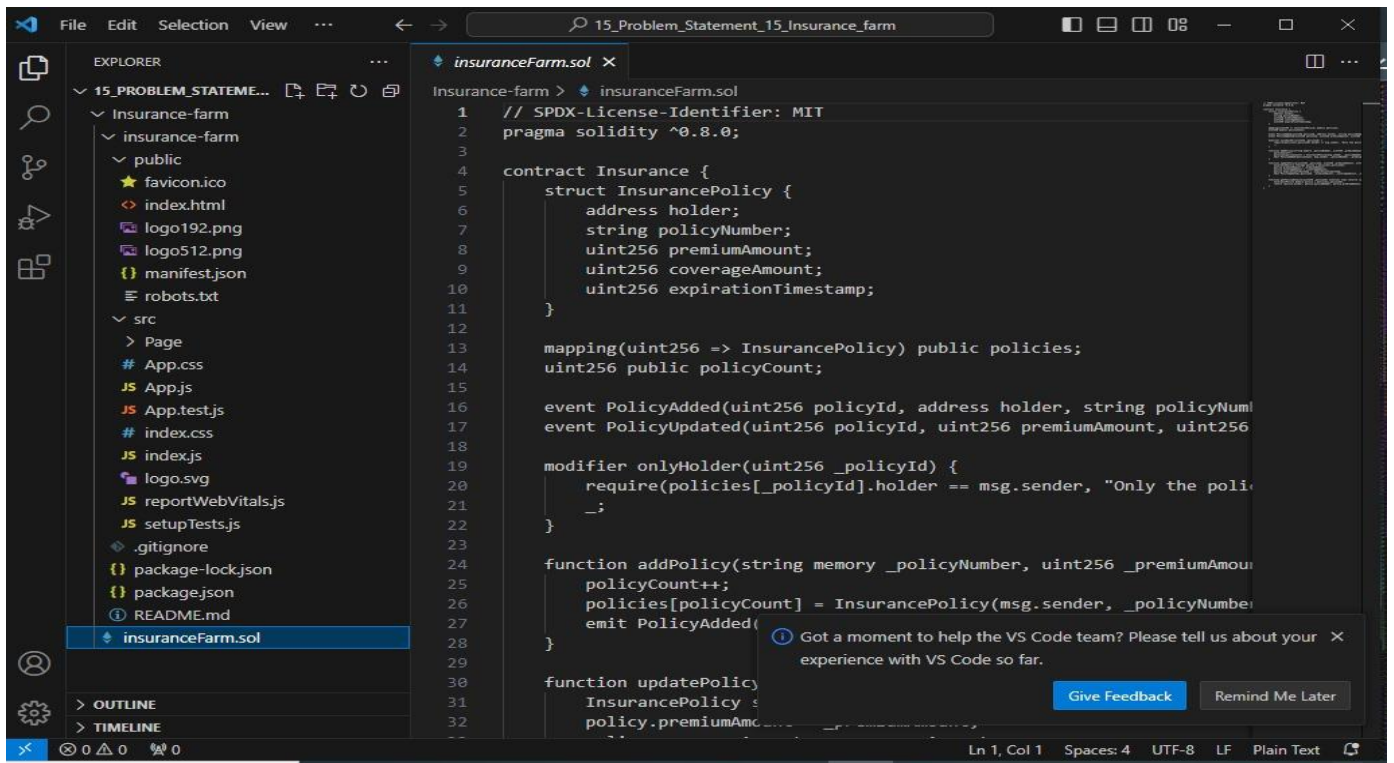 File Edit Selection View ··· 15_Problem_Statement_15_Insurance_farm
EXPLORER ···
15_PROBLEM_STATEME...
Insurance-farm
insurance-farm
public
favicon.ico
index.html
logo192.png
logo512.png
{} manifest.json
robots.txt
src
> Page
# App.css
JS App.js
JS App.test.js
# index.css
JS index.js
logo.svg
JS reportWebVitals.js
JS setupTests.js
.gitignore
{} package-lock.json
{} package.json
README.md
insuranceFarm.sol
> OUTLINE
> TIMELINE
insuranceFarm.sol ×
Insurance-farm > insuranceFarm.sol
1 // SPDX-License-Identifier: MIT
2 pragma solidity ^0.8.0;
3
4 contract Insurance {
5 struct InsurancePolicy {
6 address holder;
7 string policyNumber;
8 uint256 premiumAmount;
9 uint256 coverageAmount;
10 uint256 expirationTimestamp;
11 }
12
13 mapping(uint256 => InsurancePolicy) public policies;
14 uint256 public policyCount;
15
16 event PolicyAdded(uint256 policyId, address holder, string policyNum
17 event PolicyUpdated(uint256 policyId, uint256 premiumAmount, uint256
18
19 modifier onlyHolder(uint256 _policyId) {
20 require(policies[_policyId].holder == msg.sender, "Only the poli
21 _;
22 }
23
24 function addPolicy(string memory _policyNumber, uint256 _premiumAmou
25 policyCount++;
26 policies[policyCount] = InsurancePolicy(msg.sender, _policyNumbe
27 emit PolicyAdded(
28 }
29
30 function updatePolicy
31 InsurancePolicy s
32 policy.premiumAmo
Got a moment to help the VS Code team? Please tell us about your ×
experience with VS Code so far.
Give Feedback Remind Me Later
0 0 0 Ln 1, Col 1 Spaces: 4 UTF-8 LF Plain Text